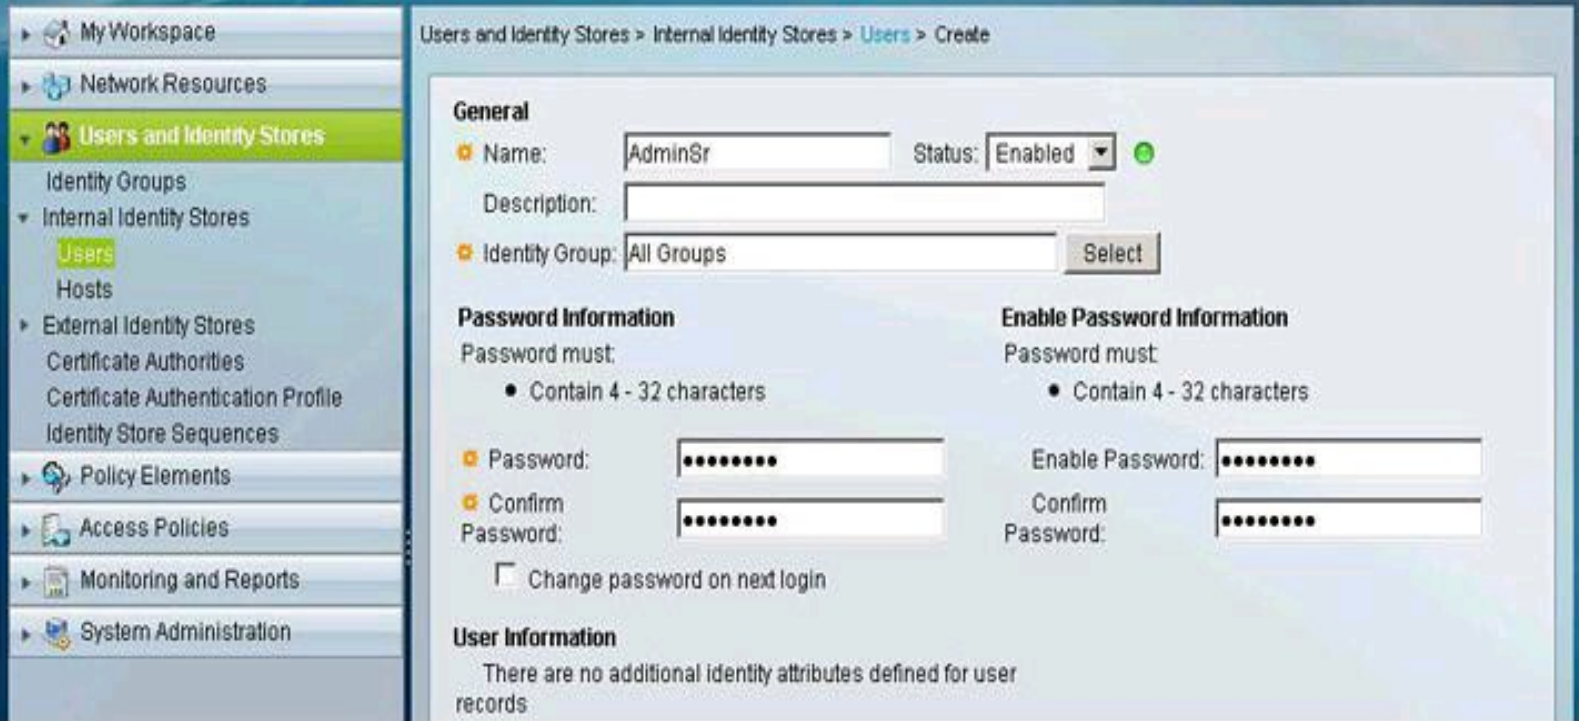 My Workspace
Network Resources
Users and Identity Stores
Identity Groups
Internal Identity Stores
Users
Hosts
External Identity Stores
Certificate Authorities
Certificate Authentication Profile
Identity Store Sequences
Policy Elements
Access Policies
Monitoring and Reports
System Administration
Users and Identity Stores > Internal Identity Stores > Users > Create
General
Name: AdminSr Status: Enabled
Description:
Identity Group: All Groups Select
Password Information
Password must:
• Contain 4 - 32 characters
Password: ••••••••
Confirm
Password: ••••••••
Change password on next login
Enable Password Information
Password must:
• Contain 4 - 32 characters
Enable Password: ••••••••
Confirm
Password: ••••••••
User Information
There are no additional identity attributes defined for user
records